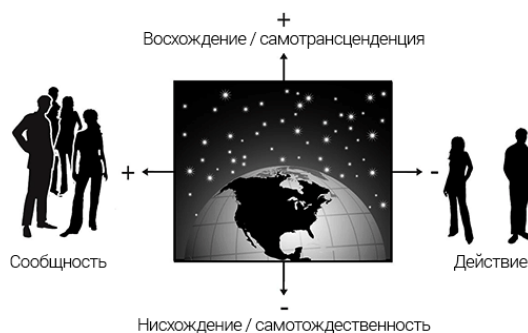 +
Восхождение / самотрансценденция
+
-
Сообщность
Действие
-
Нисхождение / самотождественность